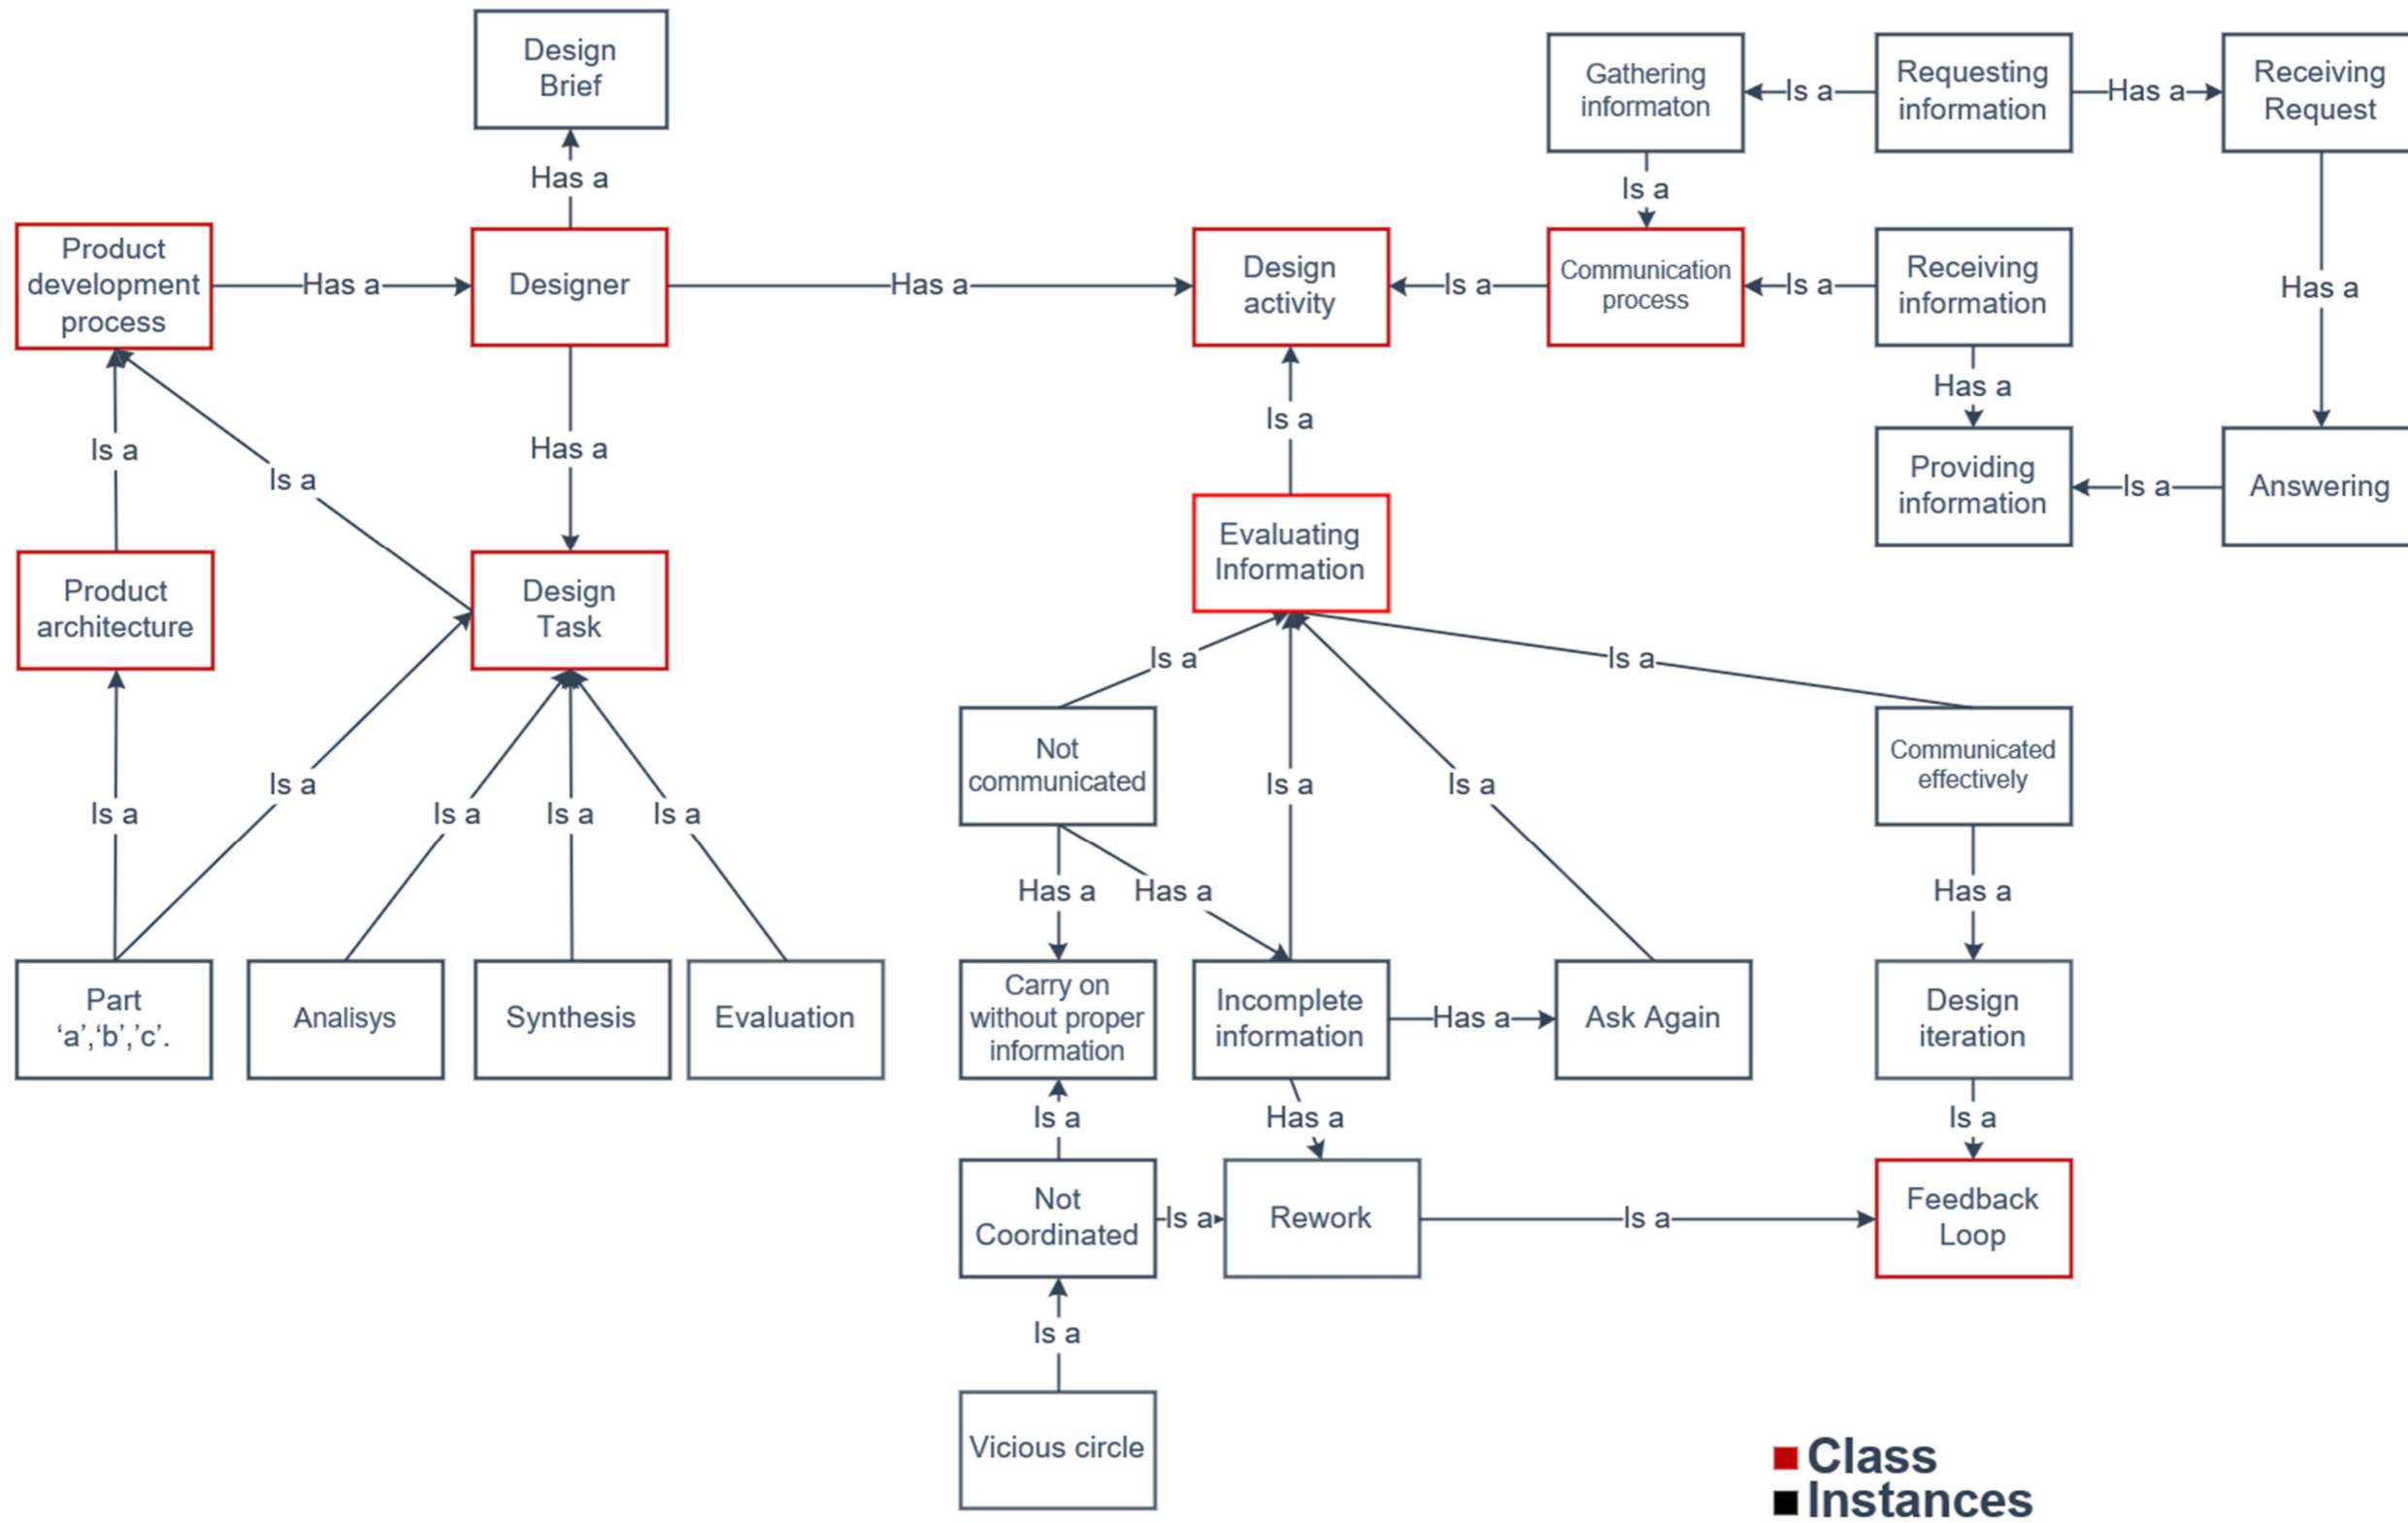 Design
Brief
Gathering
informaton
Is a
Requesting
information
Has a
Receiving
Request
Has a
Is a
Product
development
process
Has a
Designer
Has a
Design
activity
Is a
Communication
process
Is a
Receiving
information
Has a
Has a
Is a
Is a
Has a
Is a
Providing
information
Is a
Answering
Evaluating
Information
Product
architecture
Design
Task
Is a
Is a
Not
communicated
Communicated
effectively
Is a
Is a
Is a
Is a
Is a
Is a
Is a
Has a
Has a
Has a
Part
‘a’,‘b’,’c’.
Analisys
Synthesis
Evaluation
Carry on
without proper
information
Incomplete
information
Has a
Ask Again
Design
iteration
Is a
Has a
Is a
Not
Coordinated
Is a
Rework
Is a
Feedback
Loop
Is a
Vicious circle
Class
Instances